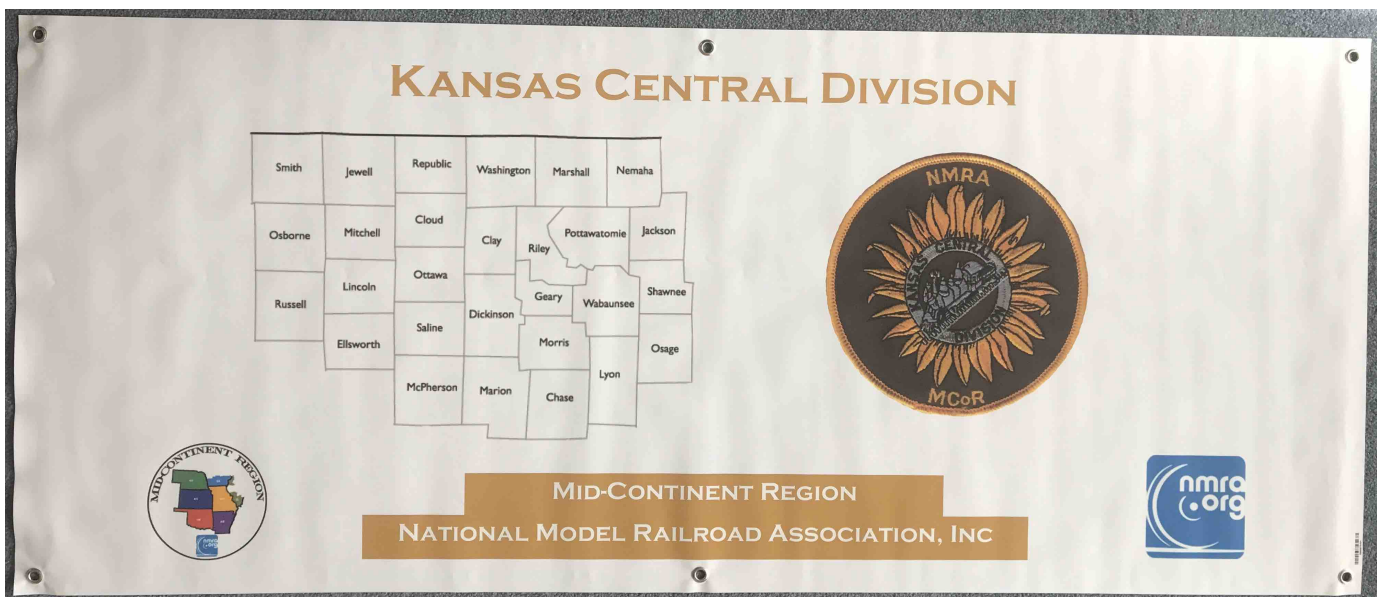 KANSAS CENTRAL DIVISION
Smith
Jewell
Republic
Washington
Marshall
Nemaha
Osborne
Mitchell
Cloud
Clay
Riley
Pottawatomie
Jackson
Russell
Lincoln
Ottawa
Dickinson
Geary
Wabaunsee
Shawnee
Ellsworth
Saline
Morris
Osage
McPherson
Marion
Chase
Lyon
NMRA
KANSAS CENTRAL
DIVISION
MCoR
MID-CONTINENT REGION
nmra
.org
MID-CONTINENT REGION
NATIONAL MODEL RAILROAD ASSOCIATION, INC
nmra
.org